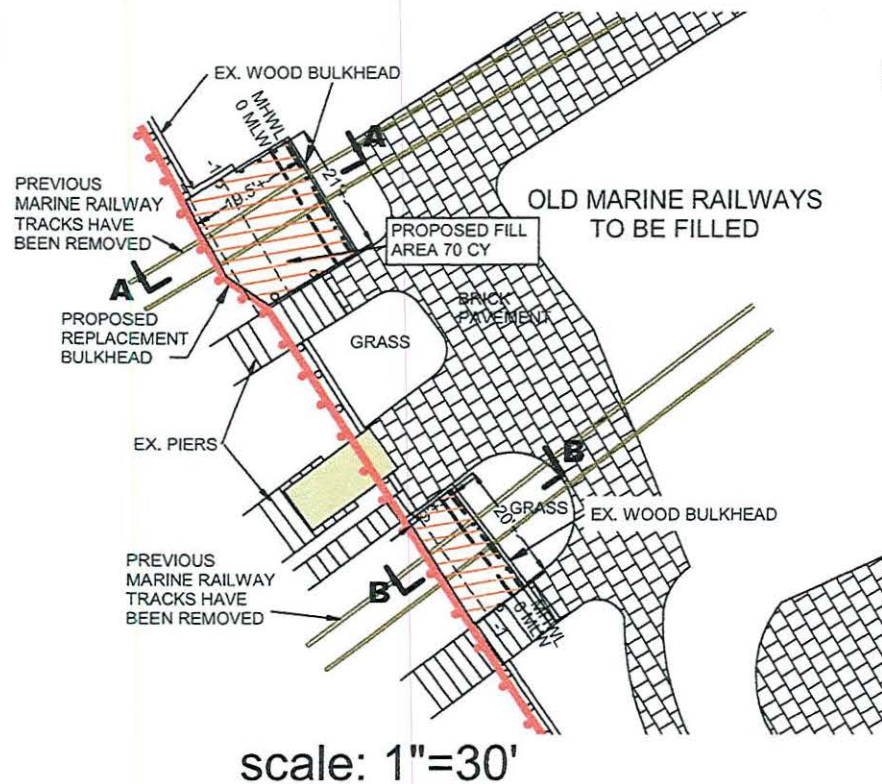 EX. WOOD BULKHEAD
MHWL
0 MLW
A
-1
19.5'±
21'
PREVIOUS
MARINE RAILWAY
TRACKS HAVE
BEEN REMOVED
OLD MARINE RAILWAYS
TO BE FILLED
PROPOSED FILL
AREA 70 CY
A
PROPOSED
REPLACEMENT
BULKHEAD
BRICK
PAVEMENT
GRASS
EX. PIERS
B
GRASS
20'
EX. WOOD BULKHEAD
PREVIOUS
MARINE RAILWAY
TRACKS HAVE
BEEN REMOVED
B
MHWL
0 MLW
-1
scale: 1"=30'